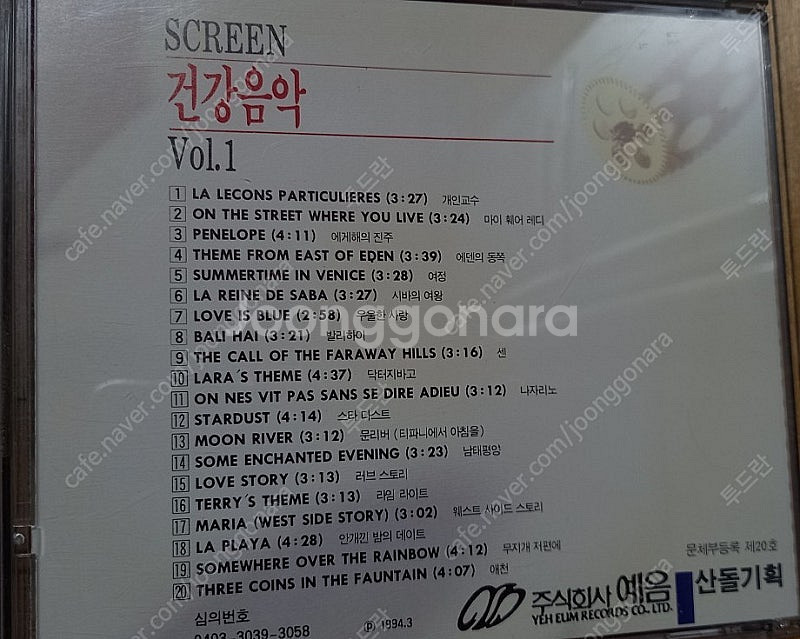 SCREEN
건강음악
Vol.1
1 LA LECONS PARTICULIERES (3:27) 개인교수
2 ON THE STREET WHERE YOU LIVE (3:24) 마이 훼어 레디
3 PENELOPE (4:11) 에게해의 진주
4 THEME FROM EAST OF EDEN (3:39) 에덴의 동쪽
5 SUMMERTIME IN VENICE (3:28) 여정
6 LA REINE DE SABA (3:27) 시바의 여왕
7 LOVE IS BLUE (2:58) 우울한 사랑
8 BALI HAI (3:21) 발리하이
9 THE CALL OF THE FARAWAY HILLS (3:16) 센
10 LARA'S THEME (4:37) 닥터지바고
11 ON NES VIT PAS SANS SE DIRE ADIEU (3:12) 나자리노
12 STARDUST (4:14) 스타 더스트
13 MOON RIVER (3:12) 문리버 (티파니에서 아침을)
14 SOME ENCHANTED EVENING (3:23) 남태평양
15 LOVE STORY (3:13) 러브 스토리
16 TERRY'S THEME (3:13) 라임 라이트
17 MARIA (WEST SIDE STORY) (3:02) 웨스트 사이드 스토리
18 LA PLAYA (4:28) 안개낀 밤의 데이트
19 SOMEWHERE OVER THE RAINBOW (4:12) 무지개 저편에
20 THREE COINS IN THE FAUNTAIN (4:07) 애천
문체부등록 제20호
심의번호
9403-3039-3058
℗ 1994.3
주식회사 예음
YEH EUM RECORDS CO., LTD.
산돌기획
joonggonara
cafe.naver.com/joonggonara
투드란